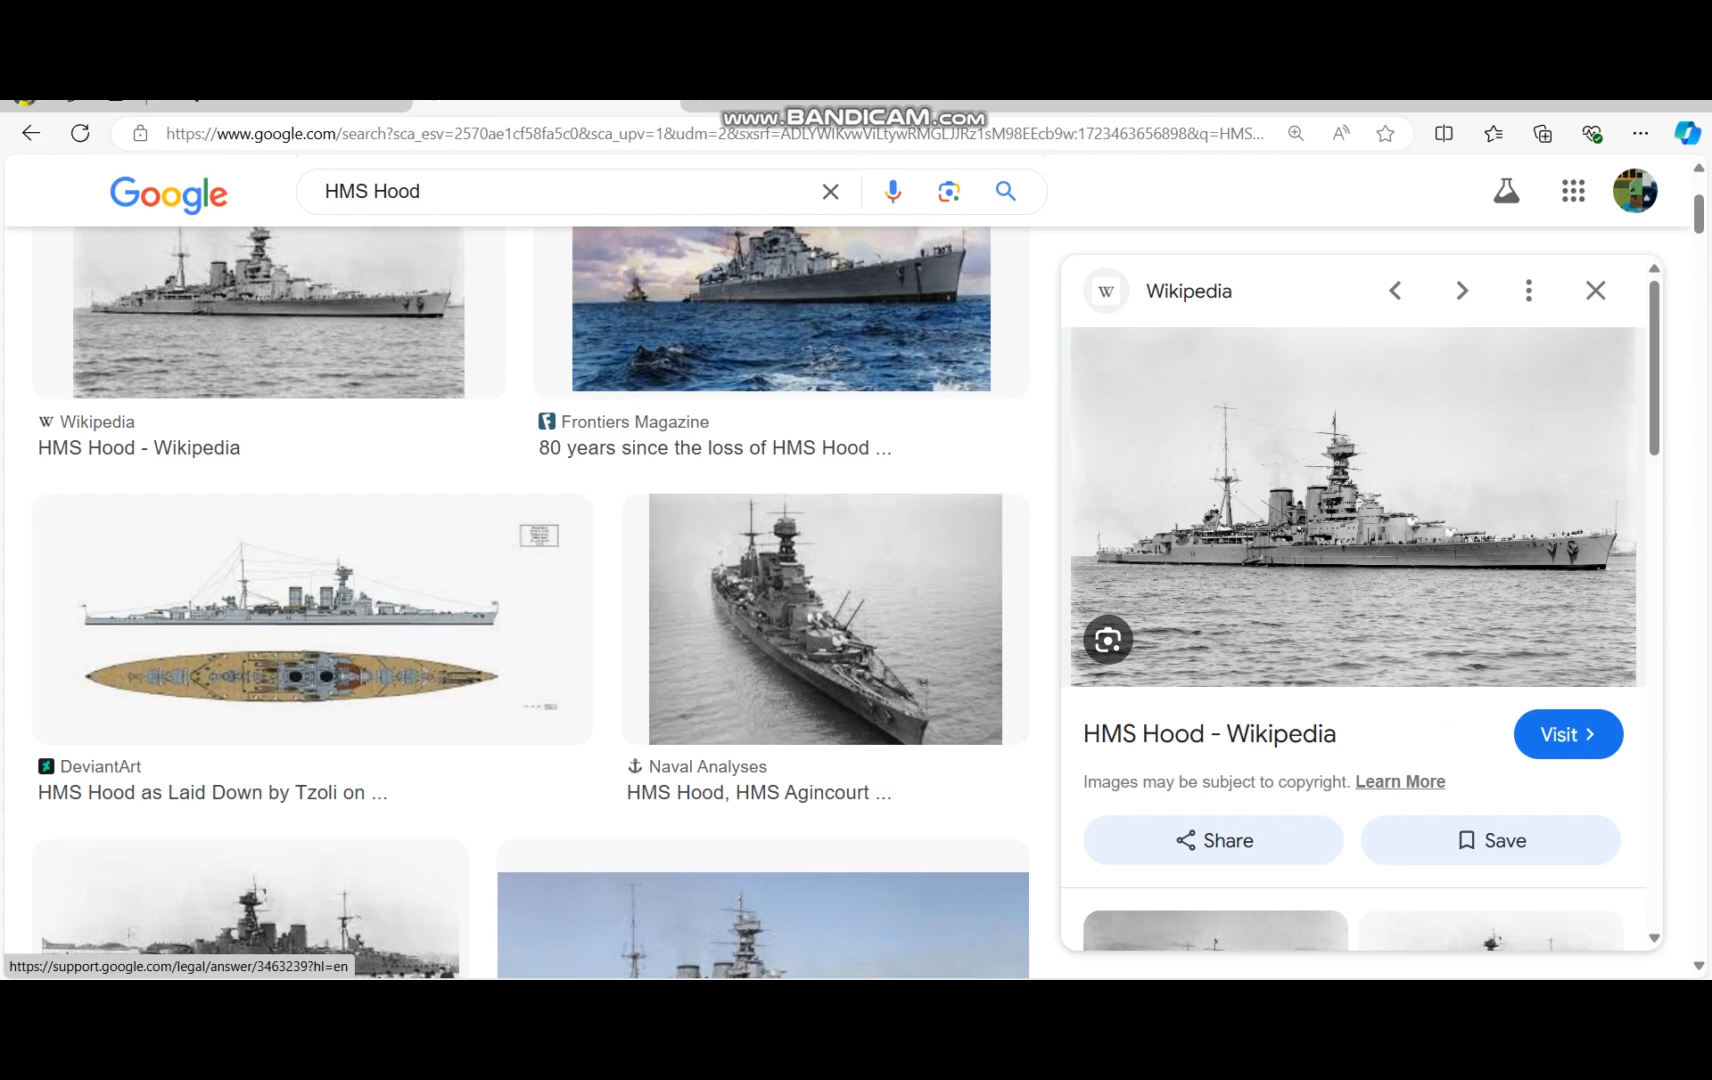 www.BANDICAM.com
https://www.google.com/search?sca_esv=2570ae1cf58fa5c0&sca_upv=1&udm=2&sxsrf=ADLYWIKvwViLtywRMGLJJRz1sM98EEcb9w:1723463656898&q=HMS...
Google
HMS Hood
W Wikipedia
Wikipedia
HMS Hood - Wikipedia
Frontiers Magazine
80 years since the loss of HMS Hood ...
DeviantArt
HMS Hood as Laid Down by Tzoli on ...
Naval Analyses
HMS Hood, HMS Agincourt ...
HMS Hood - Wikipedia
Visit
Images may be subject to copyright. Learn More
Share
Save
https://support.google.com/legal/answer/3463239?hl=en